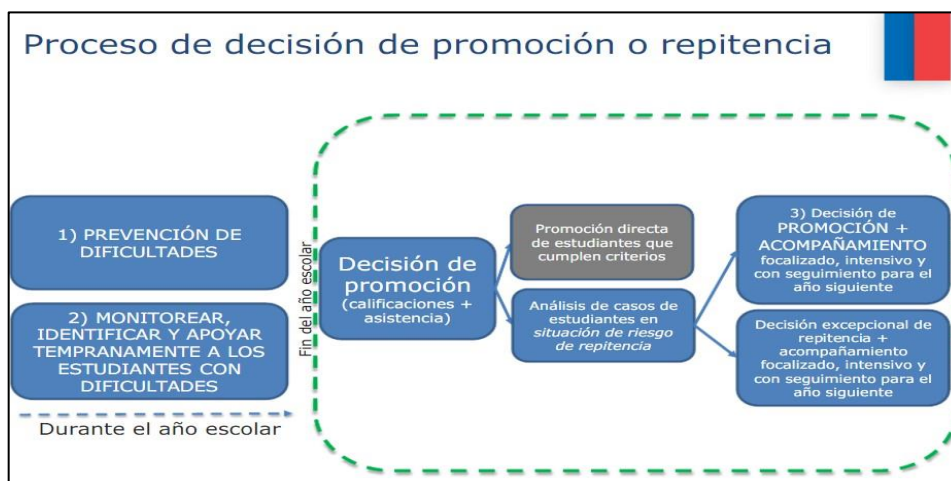 Proceso de decisión de promoción o repitencia
1) PREVENCIÓN DE
DIFICULTADES
2) MONITOREAR,
IDENTIFICAR Y APOYAR
TEMPRANAMENTE A LOS
ESTUDIANTES CON
DIFICULTADES
Durante el año escolar
Fin del año escolar
Decisión de
promoción
(calificaciones +
asistencia)
Promoción directa
de estudiantes que
cumplen criterios
Análisis de casos de
estudiantes en
situación de riesgo
de repitencia
3) Decisión de
PROMOCIÓN +
ACOMPAÑAMIENTO
focalizado, intensivo y
con seguimiento para el
año siguiente
Decisión excepcional de
repitencia +
acompañamiento
focalizado, intensivo y
con seguimiento para el
año siguiente